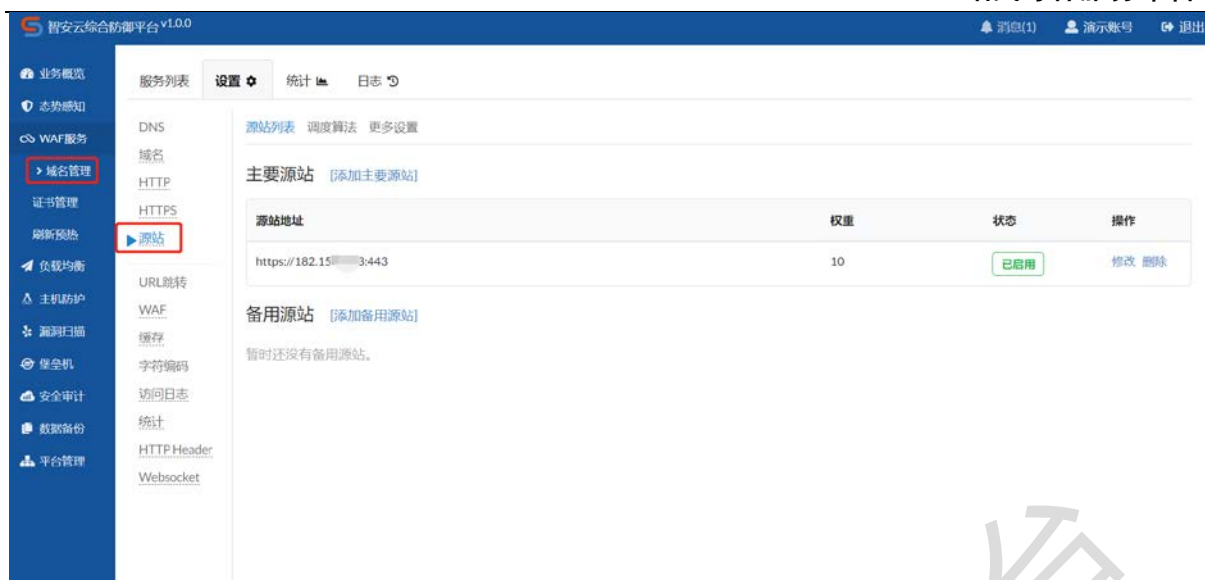 智安云综合防御平台 v1.0.0
消息(1) 演示账号 退出
业务概览
态势感知
WAF服务
域名管理
证书管理
刷新预热
负载均衡
主机防护
漏洞扫描
堡垒机
安全审计
数据备份
平台管理
服务列表 设置 统计 日志
DNS
域名
HTTP
HTTPS
源站
URL跳转
WAF
缓存
字符编码
访问日志
统计
HTTP Header
Websocket
源站列表 调度算法 更多设置
主要源站 [添加主要源站]
源站地址 权重 状态 操作
https://182.15 3:443 10 已启用 修改 删除
备用源站 [添加备用源站]
暂时还没有备用源站。